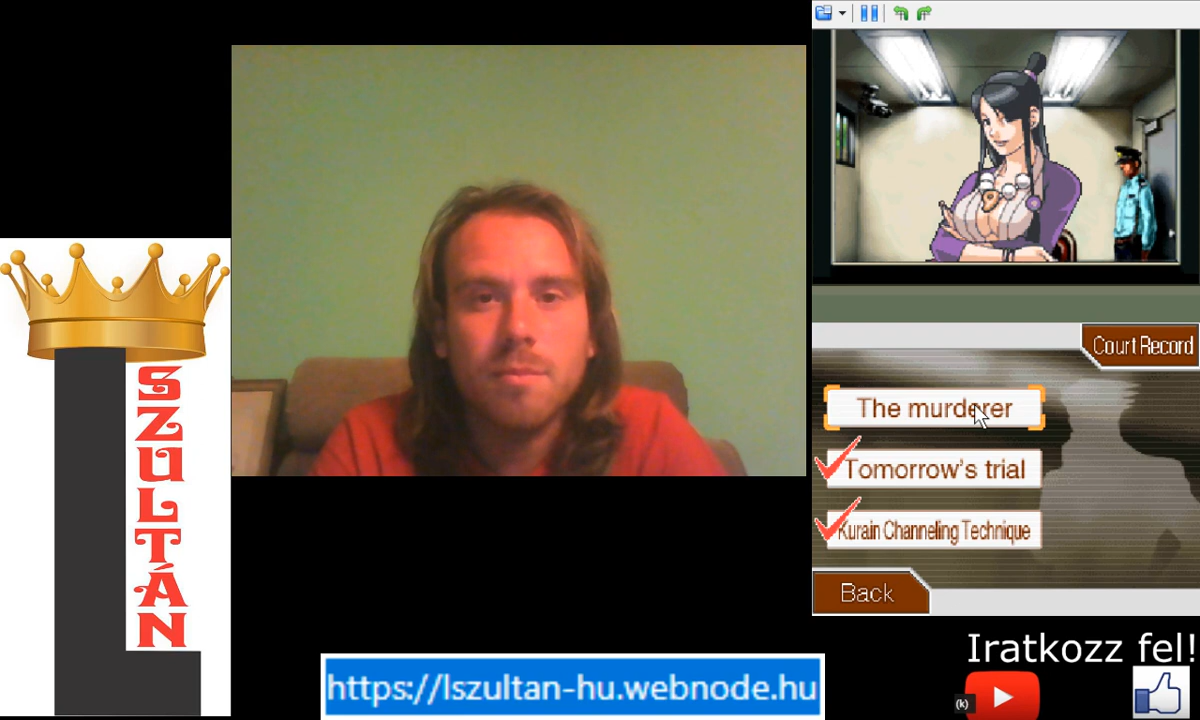 L SZULTÁN
Court Record
The murderer
Tomorrow's trial
Kurain Channeling Technique
Back
Iratkozz fel!
(k)
https://lszultan-hu.webnode.hu